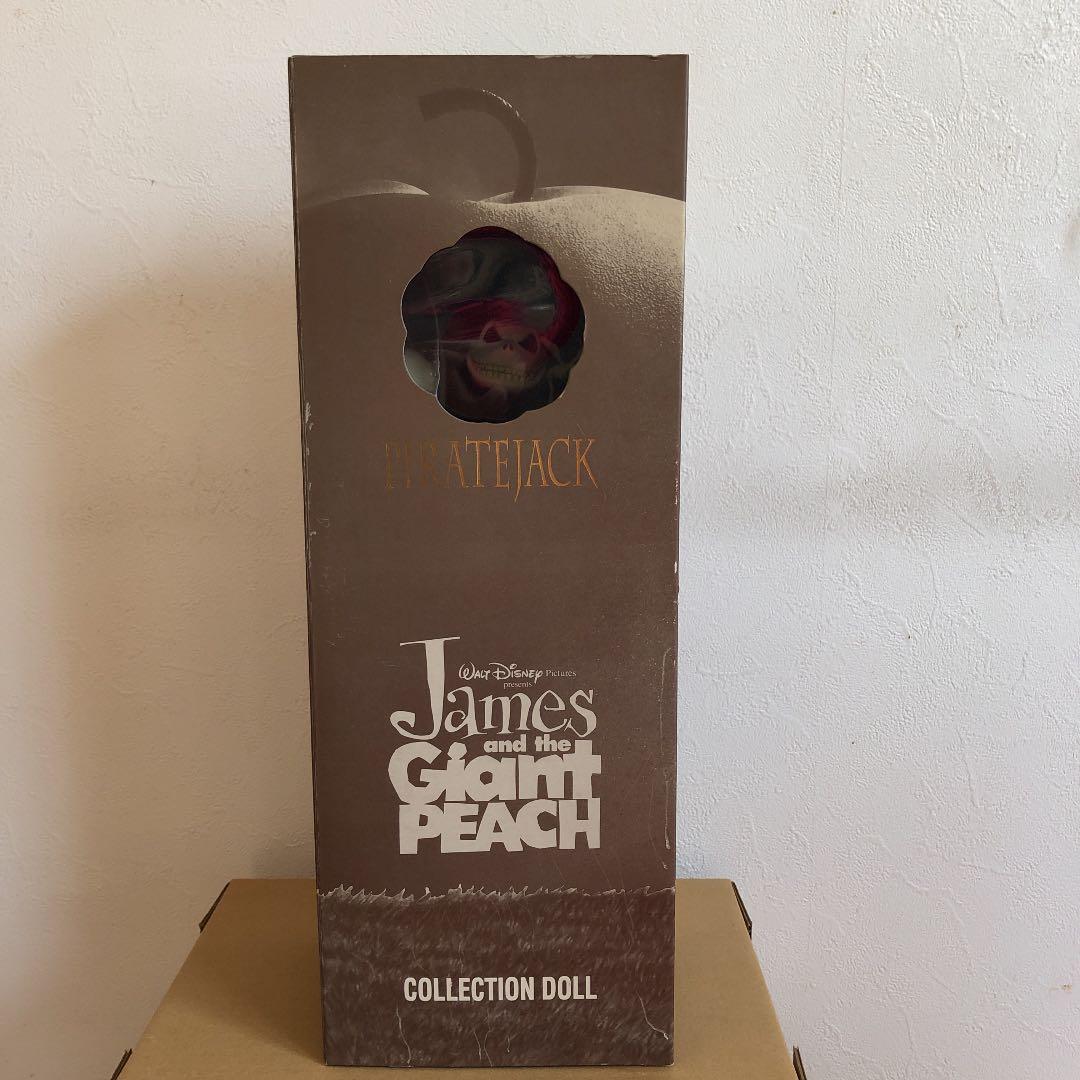 PIRATEJACK
WALT DISNEY Pictures
presents
James
and the
Giant
PEACH
COLLECTION DOLL